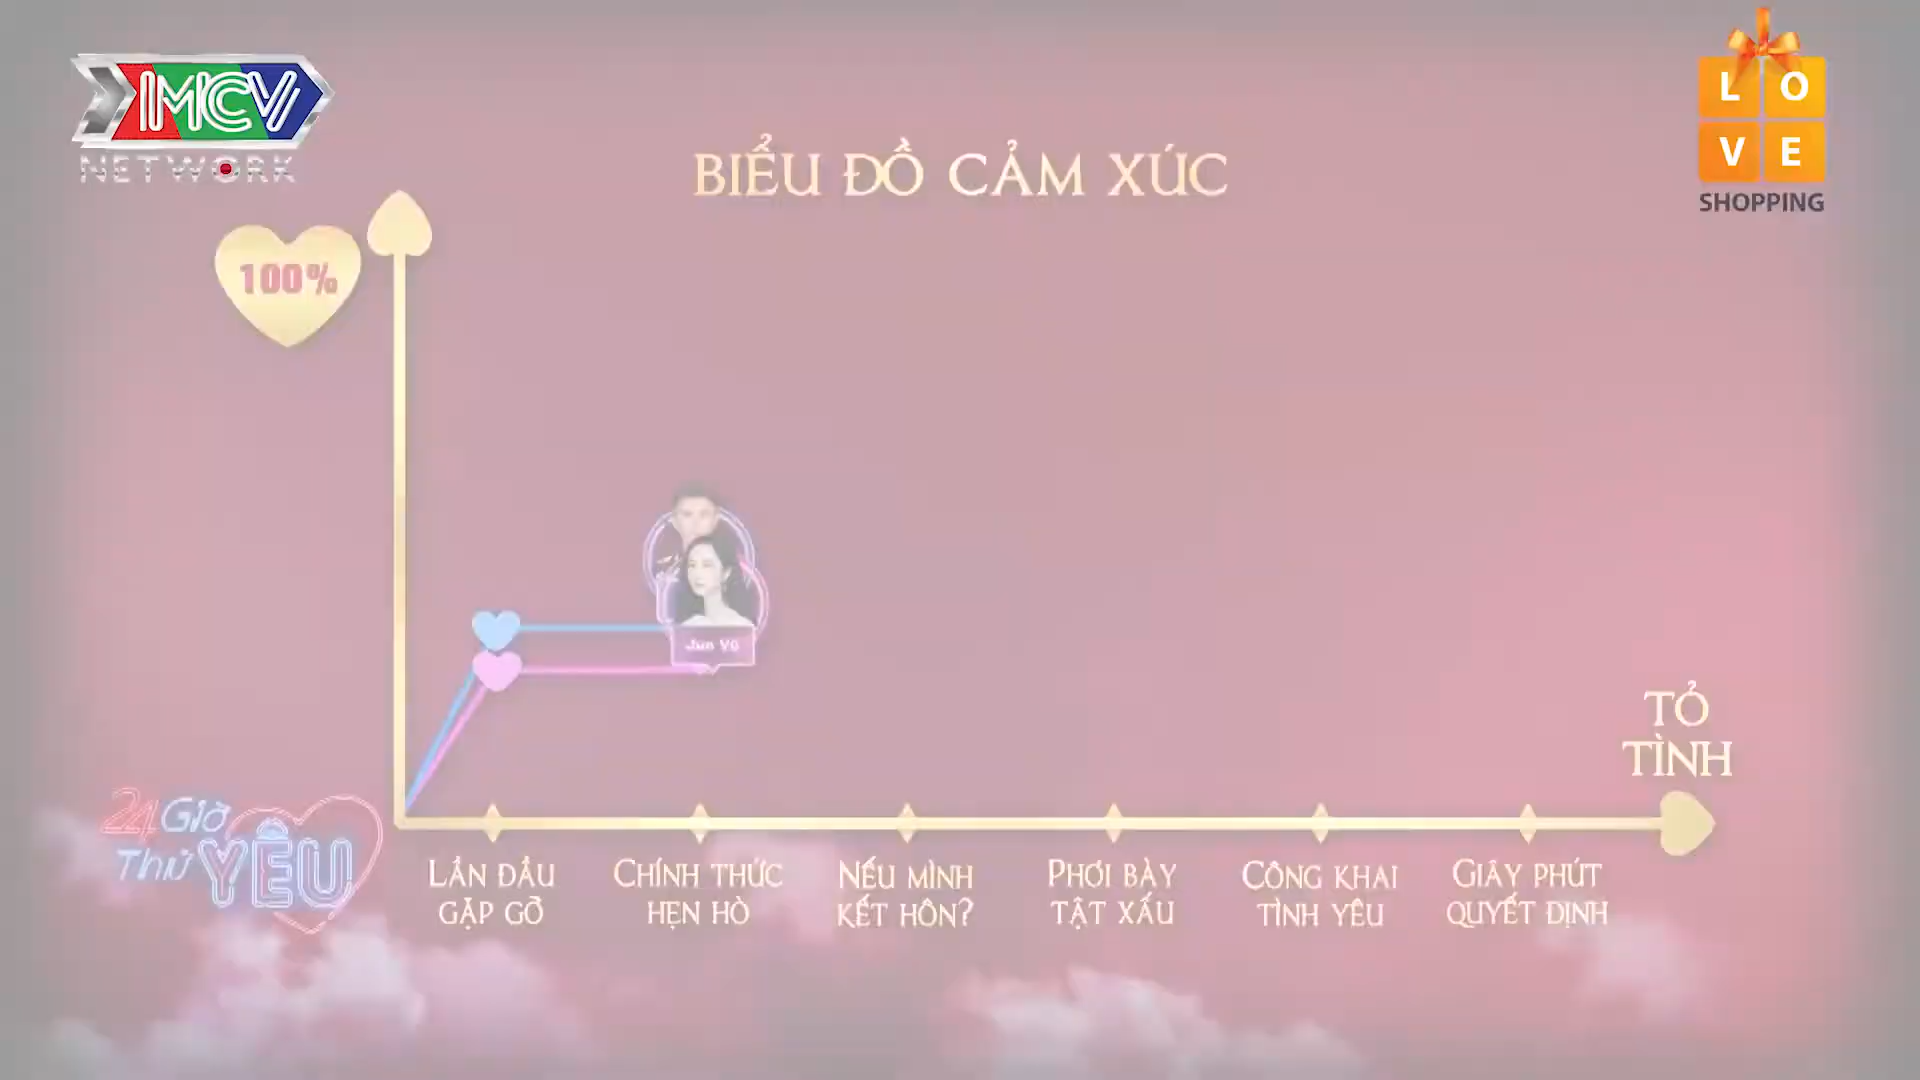 MCV
NETWORK
L O
V E
SHOPPING
BIỂU ĐỒ CẢM XÚC
100%
Jun Vũ
TỎ
TÌNH
24 Giờ
Thử YÊU
LẦN ĐẦU
GẶP GỠ
CHÍNH THỨC
HẸN HÒ
NẾU MÌNH
KẾT HÔN?
PHƠI BÀY
TẬT XẤU
CÔNG KHAI
TÌNH YÊU
GIÂY PHÚT
QUYẾT ĐỊNH